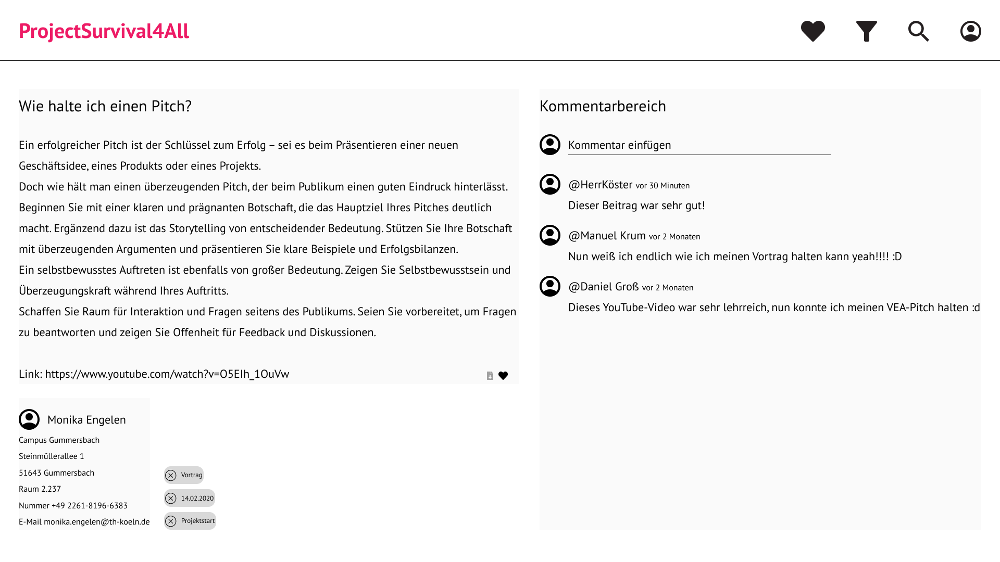 ProjectSurvival4All
Wie halte ich einen Pitch?
Ein erfolgreicher Pitch ist der Schlüssel zum Erfolg – sei es beim Präsentieren einer neuen
Geschäftsidee, eines Produkts oder eines Projekts.
Doch wie hält man einen überzeugenden Pitch, der beim Publikum einen guten Eindruck hinterlässt.
Beginnen Sie mit einer klaren und prägnanten Botschaft, die das Hauptziel Ihres Pitches deutlich
macht. Ergänzend dazu ist das Storytelling von entscheidender Bedeutung. Stützen Sie Ihre Botschaft
mit überzeugenden Argumenten und präsentieren Sie klare Beispiele und Erfolgsbilanzen.
Ein selbstbewusstes Auftreten ist ebenfalls von großer Bedeutung. Zeigen Sie Selbstbewusstsein und
Überzeugungskraft während Ihres Auftritts.
Schaffen Sie Raum für Interaktion und Fragen seitens des Publikums. Seien Sie vorbereitet, um Fragen
zu beantworten und zeigen Sie Offenheit für Feedback und Diskussionen.
Link: https://www.youtube.com/watch?v=O5EIh_1OuVw
Monika Engelen
Campus Gummersbach
Steinmüllerallee 1
51643 Gummersbach
Raum 2.237
Nummer +49 2261-8196-6383
E-Mail monika.engelen@th-koeln.de
Vortrag
14.02.2020
Projektstart
Kommentarbereich
Kommentar einfügen
@HerrKöster vor 30 Minuten
Dieser Beitrag war sehr gut!
@Manuel Krum vor 2 Monaten
Nun weiß ich endlich wie ich meinen Vortrag halten kann yeah!!!! :D
@Daniel Groß vor 2 Monaten
Dieses YouTube-Video war sehr lehrreich, nun konnte ich meinen VEA-Pitch halten :d